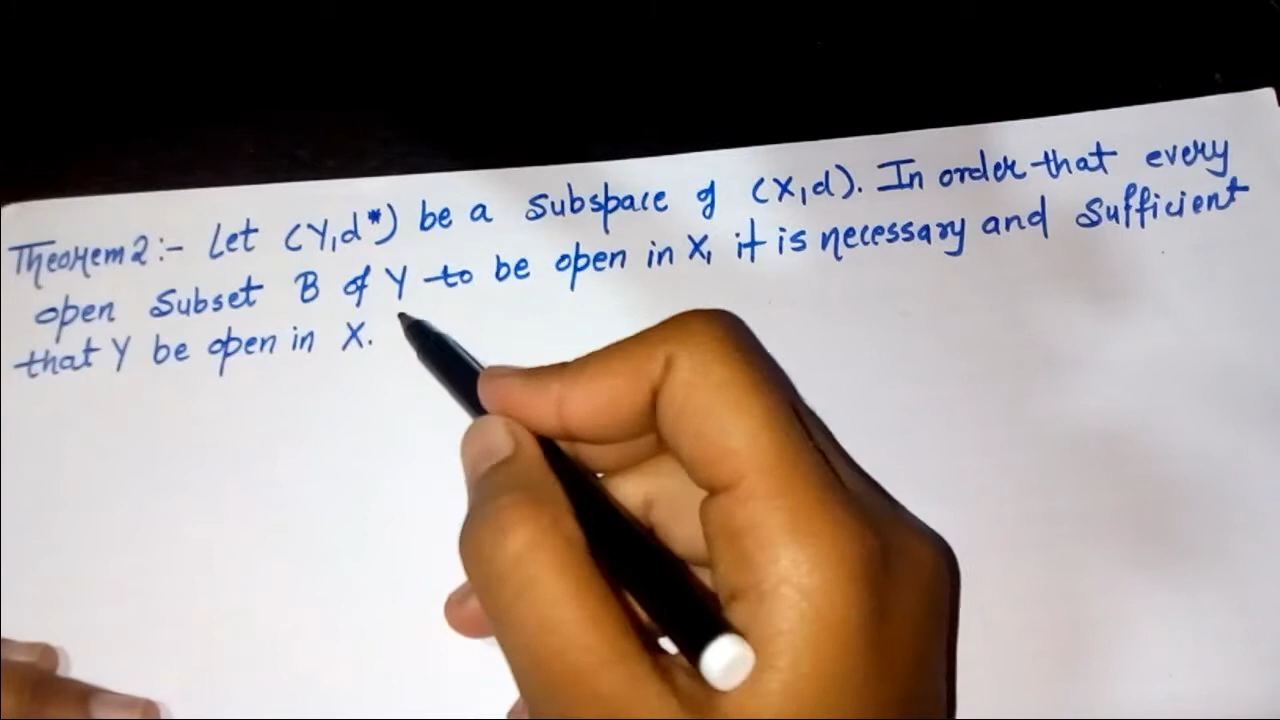 Theorem 2:- Let (Y,d*) be a subspace of (X,d). In order that every
open subset B of Y to be open in X, it is necessary and sufficient
that Y be open in X.